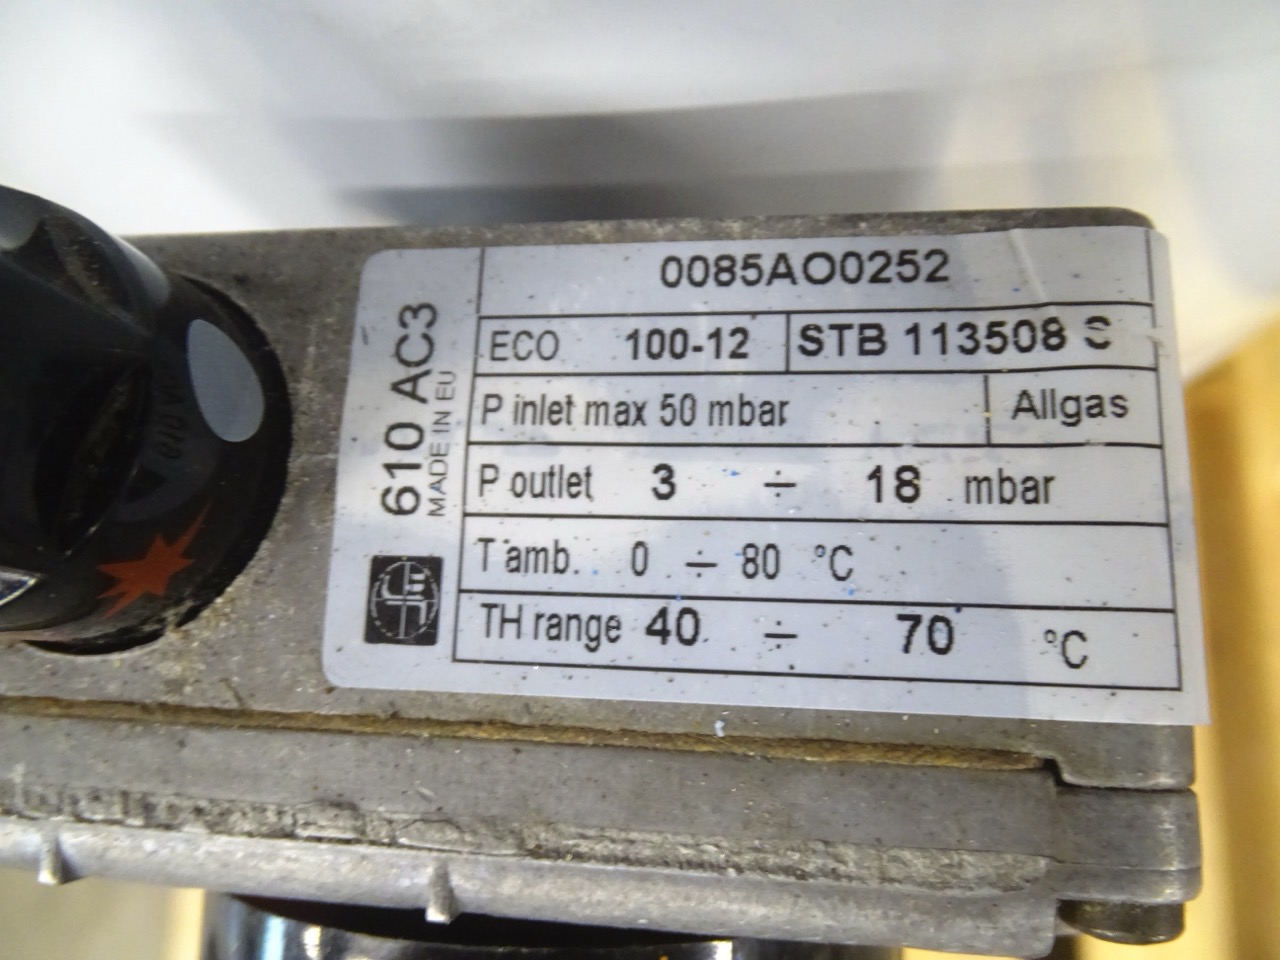 610 AC3
MADE IN EU
0085AO0252
ECO 100-12 STB 113508 S
P inlet max 50 mbar Allgas
P outlet 3 ÷ 18 mbar
T amb. 0 ÷ 80 °C
TH range 40 ÷ 70 °C